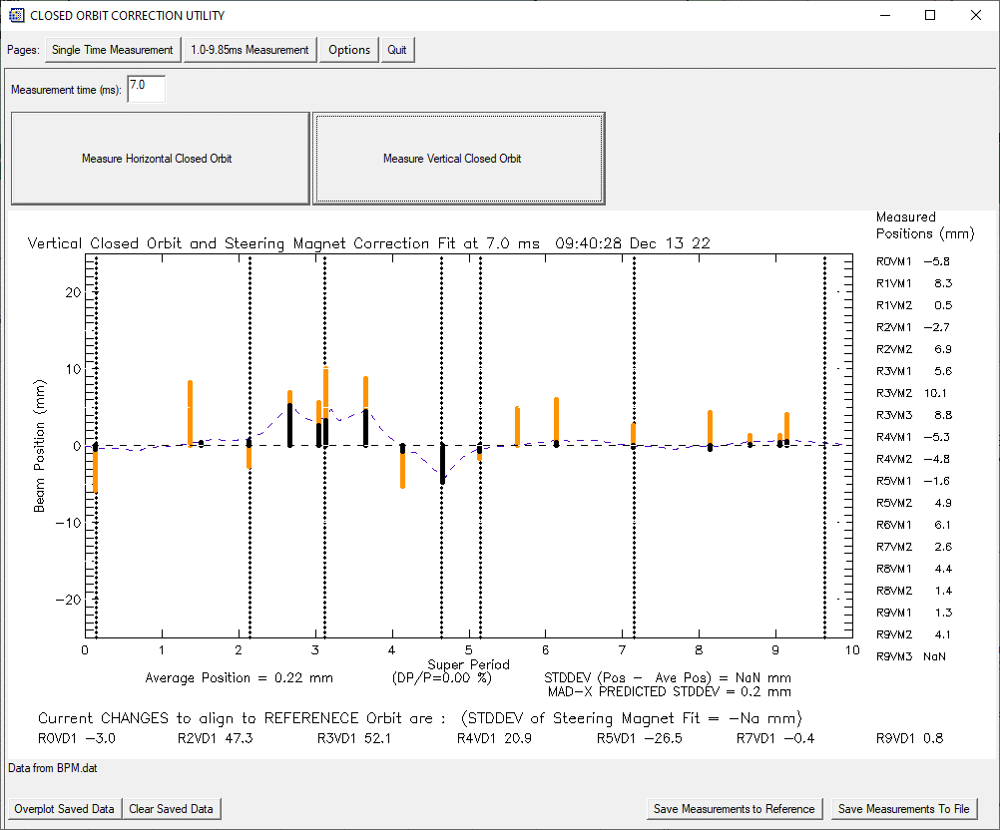 CLOSED ORBIT CORRECTION UTILITY
Pages: Single Time Measurement 1.0-9.85ms Measurement Options Quit
Measurement time (ms): 7.0
Measure Horizontal Closed Orbit Measure Vertical Closed Orbit
Vertical Closed Orbit and Steering Magnet Correction Fit at 7.0 ms 09:40:28 Dec 13 22
Beam Position (mm)
20
10
0
-10
-20
0 1 2 3 4 5 6 7 8 9 10
Super Period
Average Position = 0.22 mm (DP/P=0.00 %) STDDEV (Pos - Ave Pos) = NaN mm
MAD-X PREDICTED STDDEV = 0.2 mm
Measured
Positions (mm)
R0VM1 -5.8
R1VM1 8.3
R1VM2 0.5
R2VM1 -2.7
R2VM2 6.9
R3VM1 5.6
R3VM2 10.1
R3VM3 8.8
R4VM1 -5.3
R4VM2 -4.8
R5VM1 -1.6
R5VM2 4.9
R6VM1 6.1
R7VM2 2.6
R8VM1 4.4
R8VM2 1.4
R9VM1 1.3
R9VM2 4.1
R9VM3 NaN
Current CHANGES to align to REFERENECE Orbit are : (STDDEV of Steering Magnet Fit = -Na mm)
R0VD1 -3.0 R2VD1 47.3 R3VD1 52.1 R4VD1 20.9 R5VD1 -26.5 R7VD1 -0.4 R9VD1 0.8
Data from BPM.dat
Overplot Saved Data Clear Saved Data Save Measurements to Reference Save Measurements To File